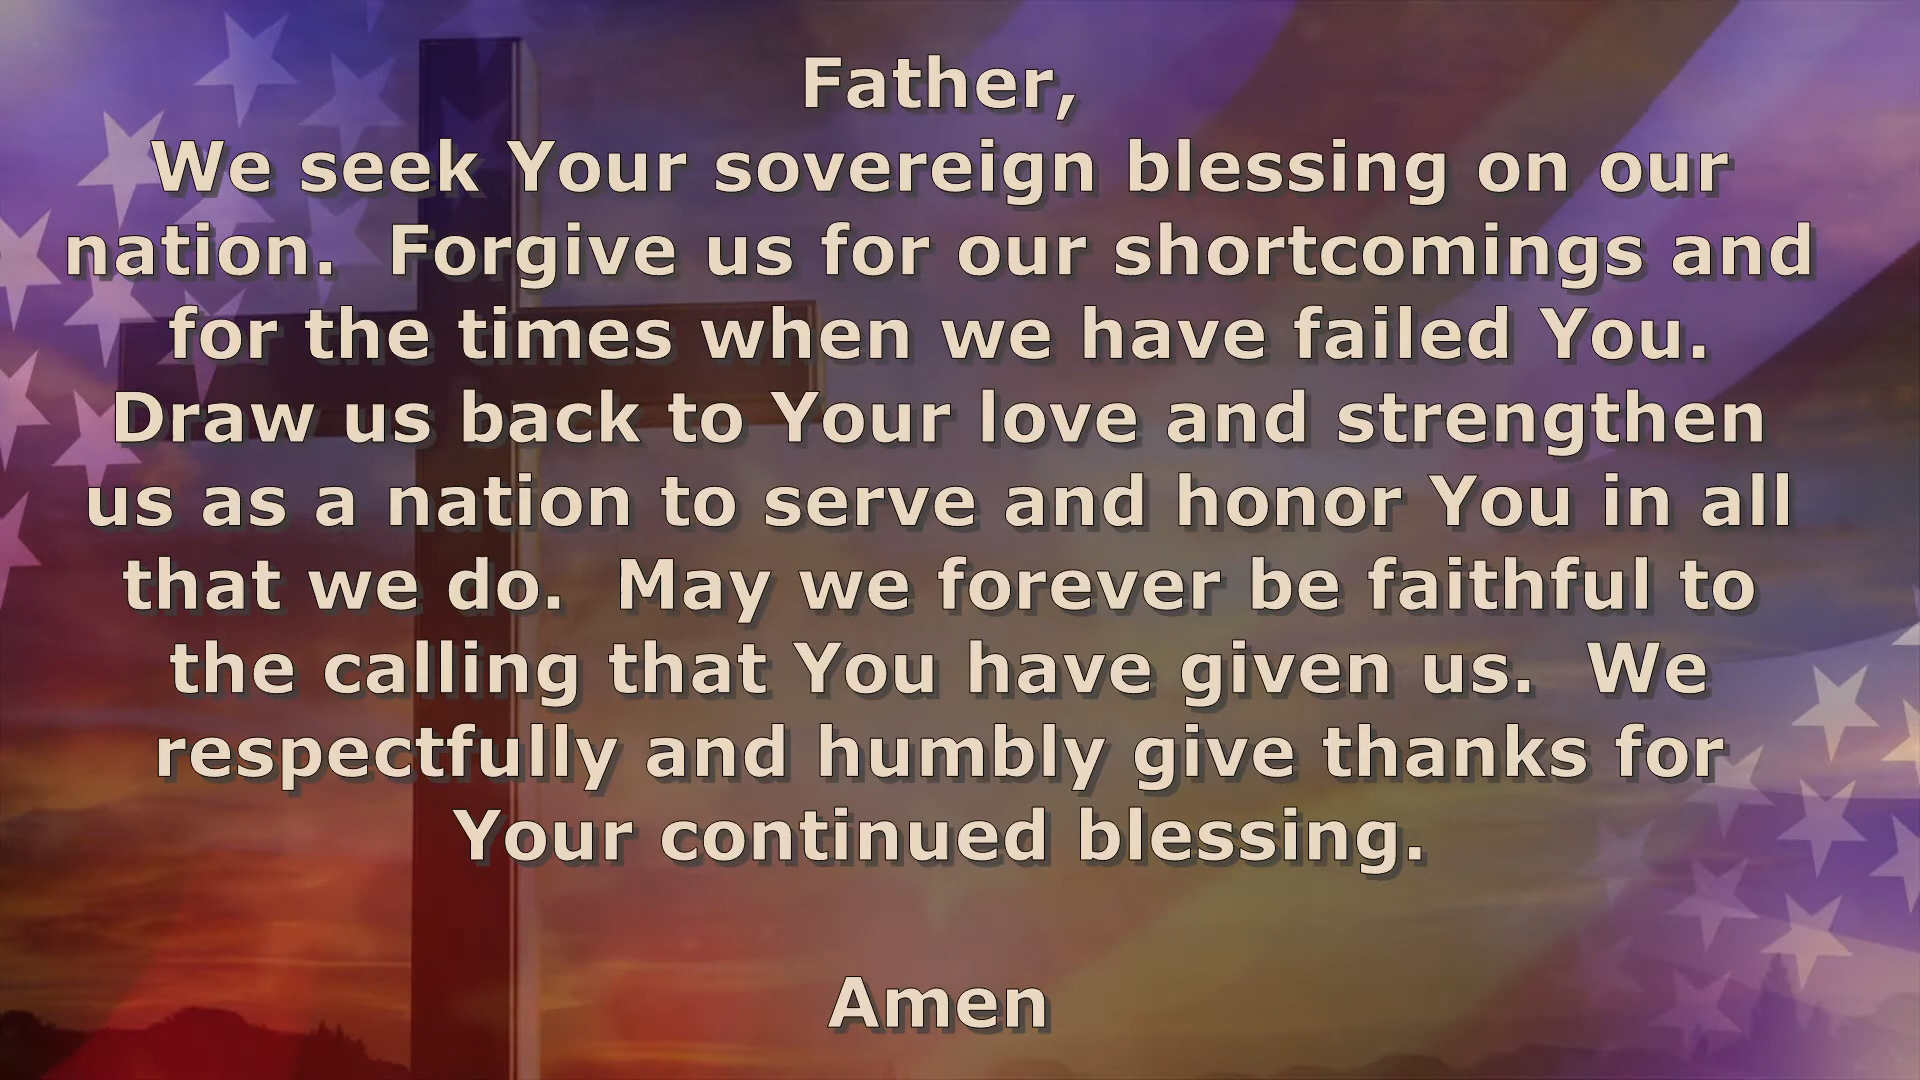 Father,
We seek Your sovereign blessing on our
nation.  Forgive us for our shortcomings and
for the times when we have failed You.
Draw us back to Your love and strengthen
us as a nation to serve and honor You in all
that we do.  May we forever be faithful to
the calling that You have given us.  We
respectfully and humbly give thanks for
Your continued blessing.
Amen